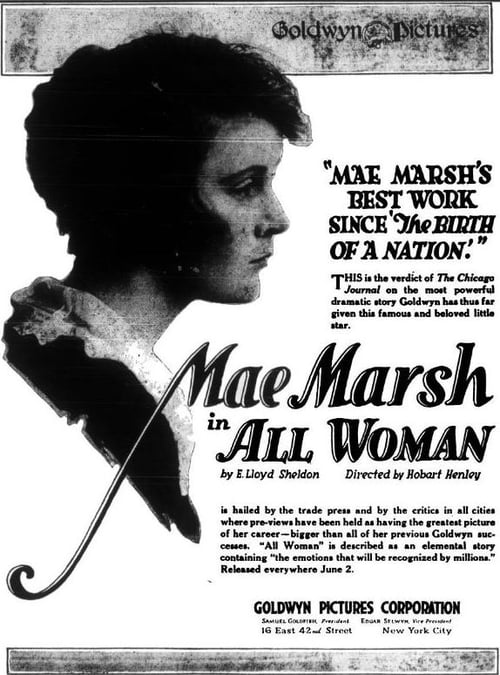 Goldwyn Pictures
"MAE MARSH'S
BEST WORK
SINCE 'The BIRTH
OF A NATION.'"
THIS is the verdict of The Chicago
Journal on the most powerful
dramatic story Goldwyn has thus far
given this famous and beloved little
star.
Mae Marsh
in ALL WOMAN
by E. Lloyd Sheldon Directed by Hobart Henley
is hailed by the trade press and by the critics in all cities
where pre-views have been held as having the greatest picture
of her career—bigger than all of her previous Goldwyn suc-
cesses. "All Woman" is described as an elemental story
containing "the emotions that will be recognized by millions."
Released everywhere June 2.
GOLDWYN PICTURES CORPORATION
SAMUEL GOLDFISH, President EDGAR SELWYN, Vice President
16 East 42nd Street New York City